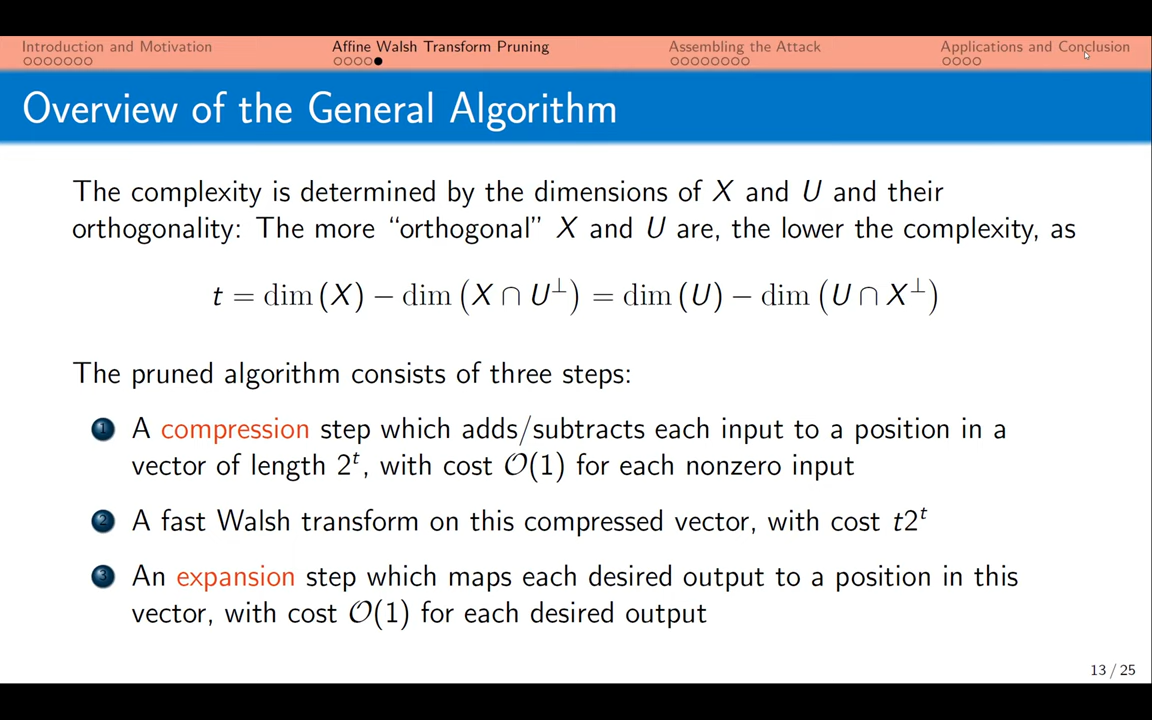 Introduction and Motivation
Affine Walsh Transform Pruning
Assembling the Attack
Applications and Conclusion
Overview of the General Algorithm
The complexity is determined by the dimensions of X and U and their
orthogonality: The more “orthogonal” X and U are, the lower the complexity, as
t = dim (X) − dim (X ∩ U⊥) = dim (U) − dim (U ∩ X⊥)
The pruned algorithm consists of three steps:
1 A compression step which adds/subtracts each input to a position in a
vector of length 2^t, with cost O(1) for each nonzero input
2 A fast Walsh transform on this compressed vector, with cost t2^t
3 An expansion step which maps each desired output to a position in this
vector, with cost O(1) for each desired output
13 / 25